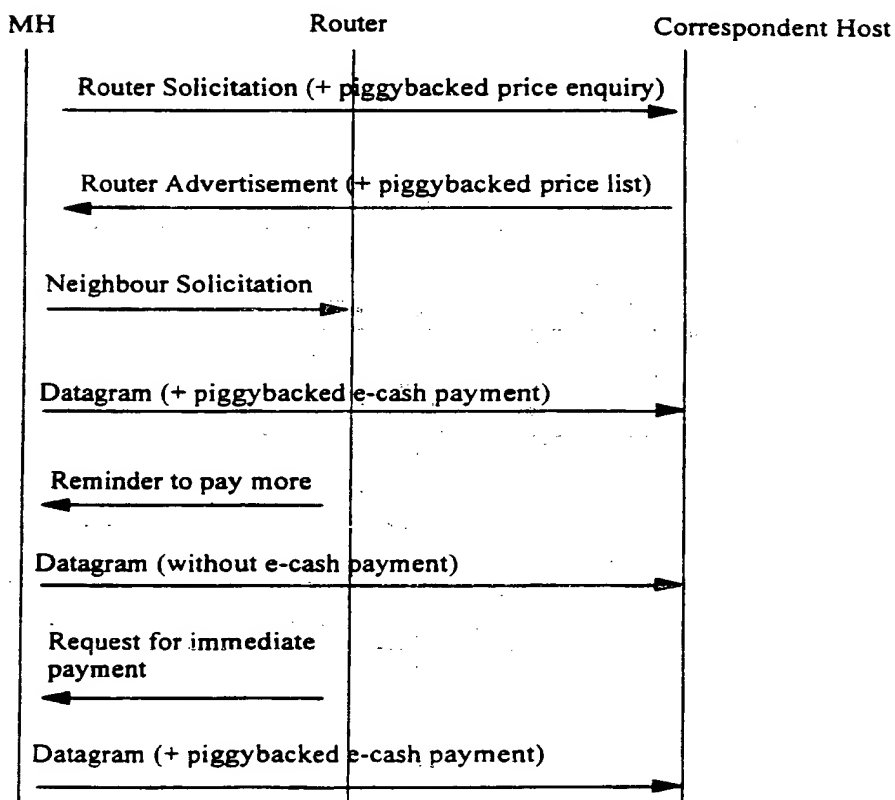 MH
Router
Correspondent Host
Router Solicitation (+ piggybacked price enquiry)
Router Advertisement (+ piggybacked price list)
Neighbour Solicitation
Datagram (+ piggybacked e-cash payment)
Reminder to pay more
Datagram (without e-cash payment)
Request for immediate
payment
Datagram (+ piggybacked e-cash payment)